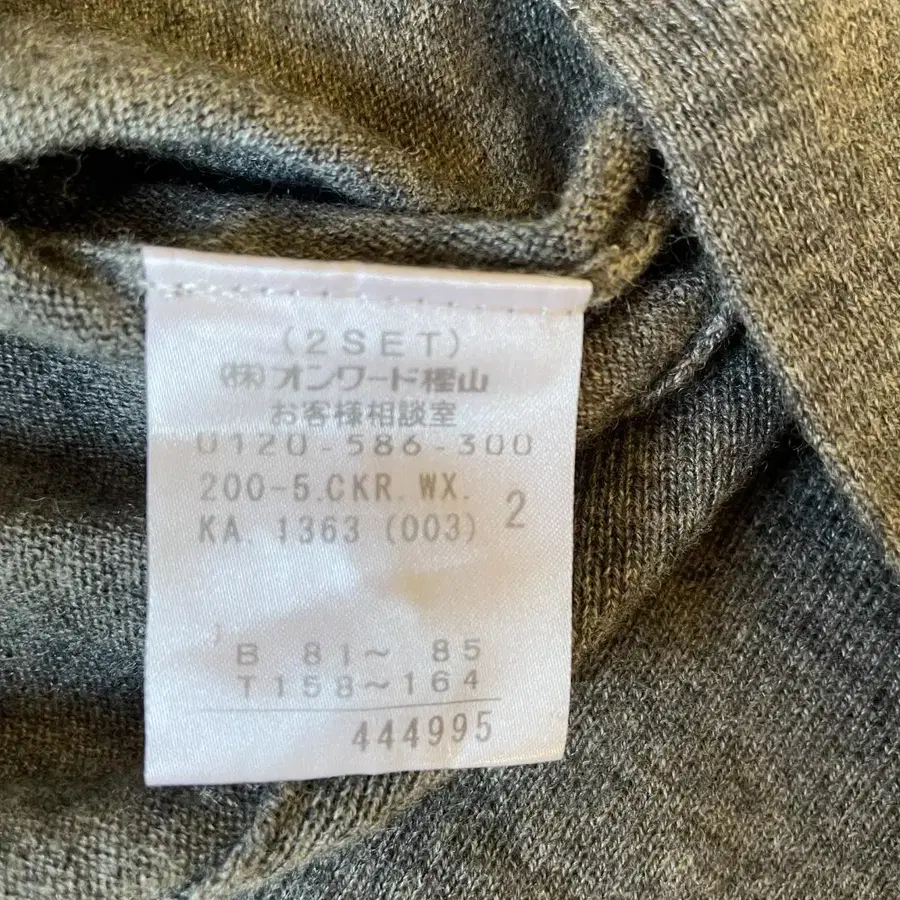 (2SET)
(株)オンワード樫山
お客様相談室
0120-586-300
200-5.CKR.WX.
KA.1363(003) 2
B 81～ 85
T158～164
444995